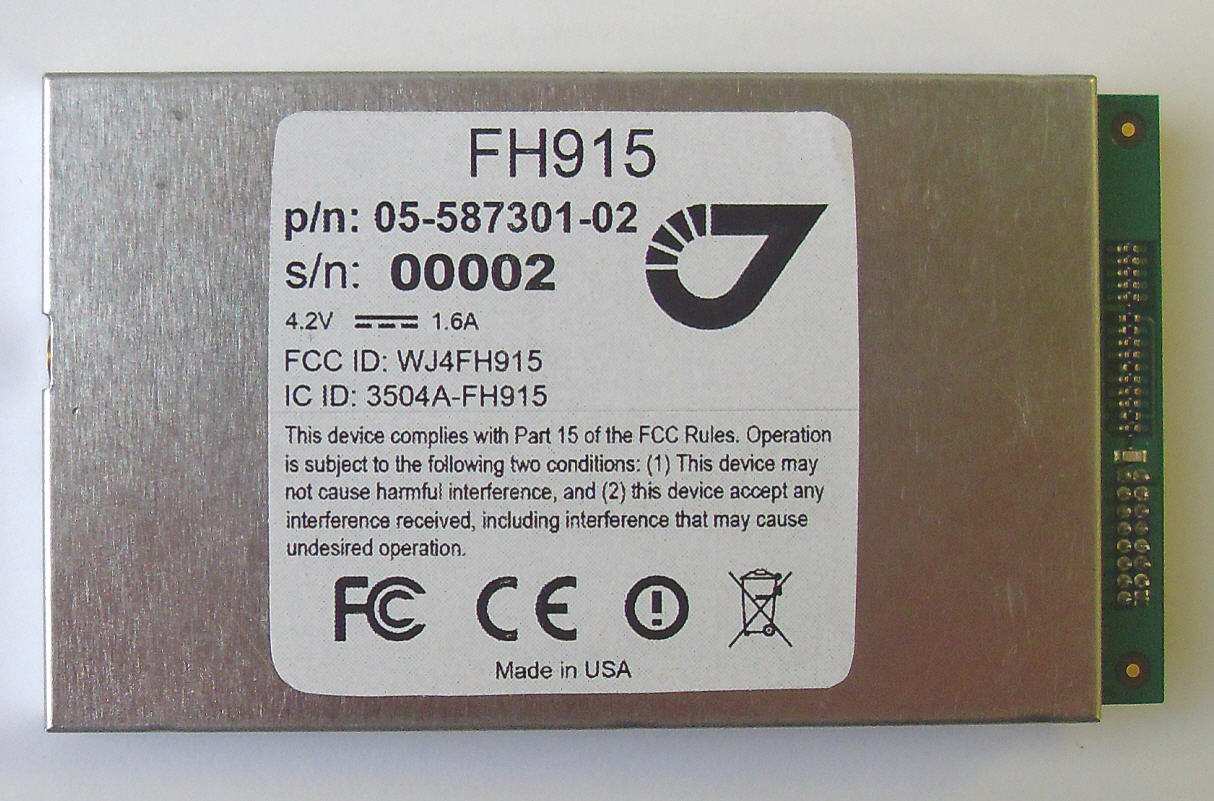 FH915
p/n: 05-587301-02
s/n: 00002
4.2V 1.6A
FCC ID: WJ4FH915
IC ID: 3504A-FH915
This device complies with Part 15 of the FCC Rules. Operation
is subject to the following two conditions: (1) This device may
not cause harmful interference, and (2) this device accept any
interference received, including interference that may cause
undesired operation.
FC CE
Made in USA